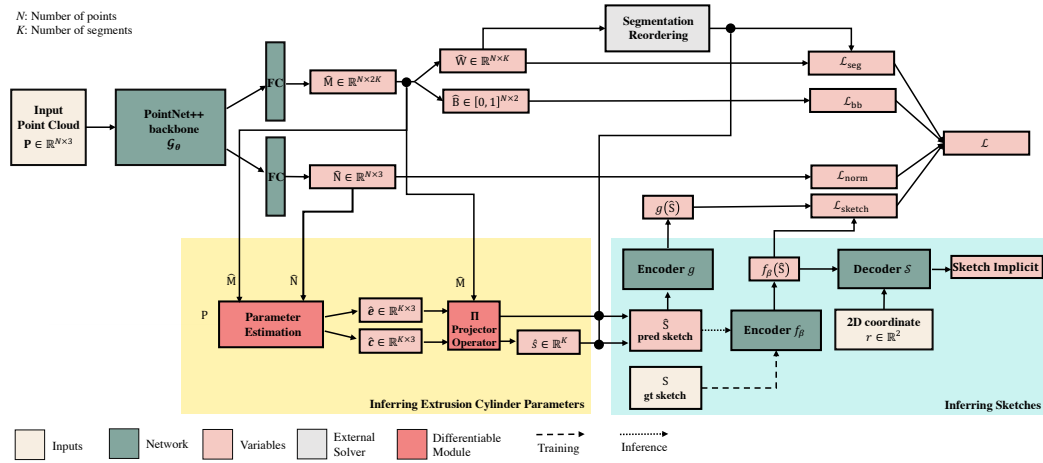 N: Number of points
K: Number of segments
Input
Point Cloud
P ∈ ℝ^{N×3}
PointNet++
backbone
𝒢_θ
FC
M̂ ∈ ℝ^{N×2K}
Ŵ ∈ ℝ^{N×K}
B̂ ∈ [0, 1]^{N×2}
Segmentation
Reordering
ℒ_seg
ℒ_bb
ℒ
FC
N̂ ∈ ℝ^{N×3}
ℒ_norm
g(Ŝ)
ℒ_sketch
M̂
N̂
M̂
P
Parameter
Estimation
ê ∈ ℝ^{K×3}
ĉ ∈ ℝ^{K×3}
Π
Projector
Operator
ŝ ∈ ℝ^K
Inferring Extrusion Cylinder Parameters
Encoder g
f_β(Ŝ)
Decoder 𝒮
Sketch Implicit
Ŝ
pred sketch
Encoder f_β
2D coordinate
r ∈ ℝ²
S
gt sketch
Inferring Sketches
Inputs
Network
Variables
External
Solver
Differentiable
Module
Training
Inference